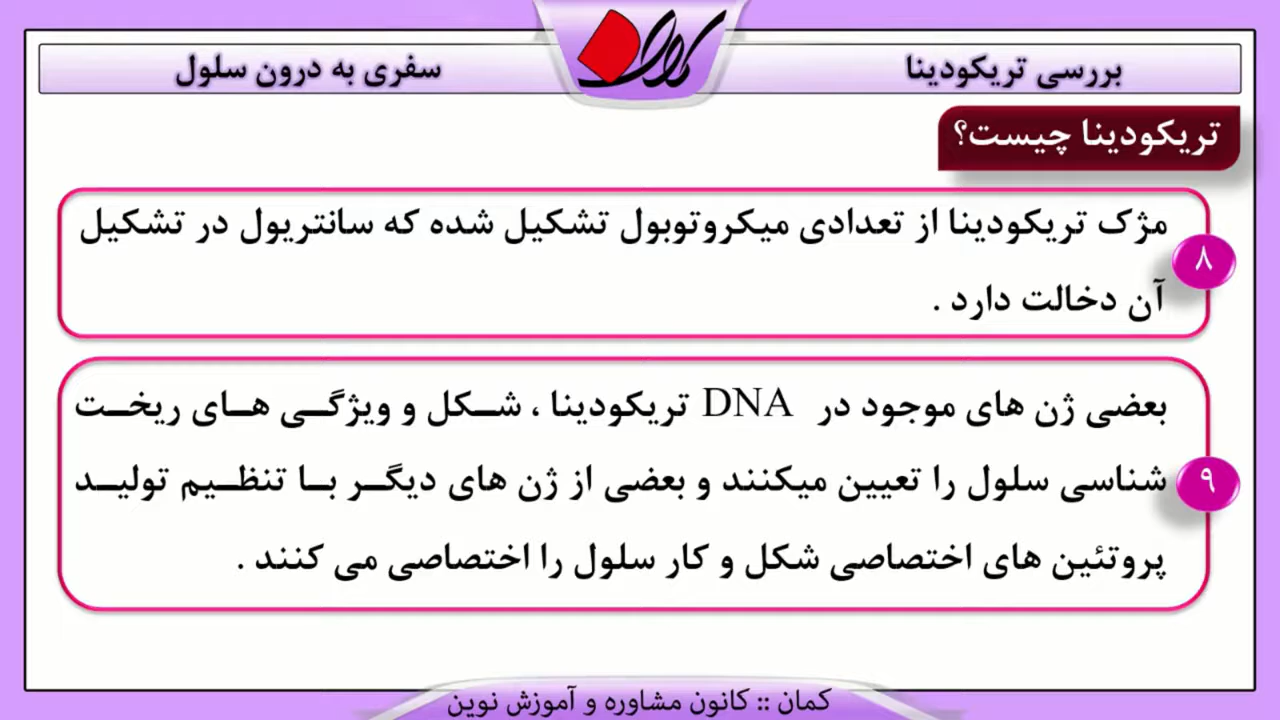 بررسی تریکودینا
کمان
سفری به درون سلول
تریکودینا چیست؟
مژک تریکودینا از تعدادی میکروتوبول تشکیل شده که سانتریول در تشکیل
۸
آن دخالت دارد .
بعضی ژن های موجود در DNA تریکودینا ، شکل و ویژگی های ریخت
شناسی سلول را تعیین میکنند و بعضی از ژن های دیگر با تنظیم تولید
۹
پروتئین های اختصاصی شکل و کار سلول را اختصاصی می کنند .
کمان :: کانون مشاوره و آموزش نوین